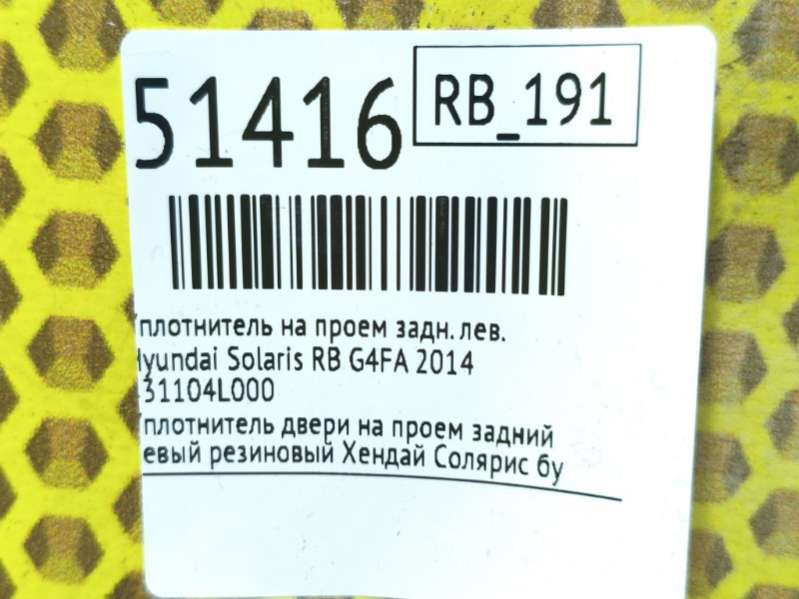 51416
RB_191
плотнитель на проем задн. лев.
Hyundai Solaris RB G4FA 2014
31104L000
плотнитель двери на проем задний
евый резиновый Хендай Солярис бу